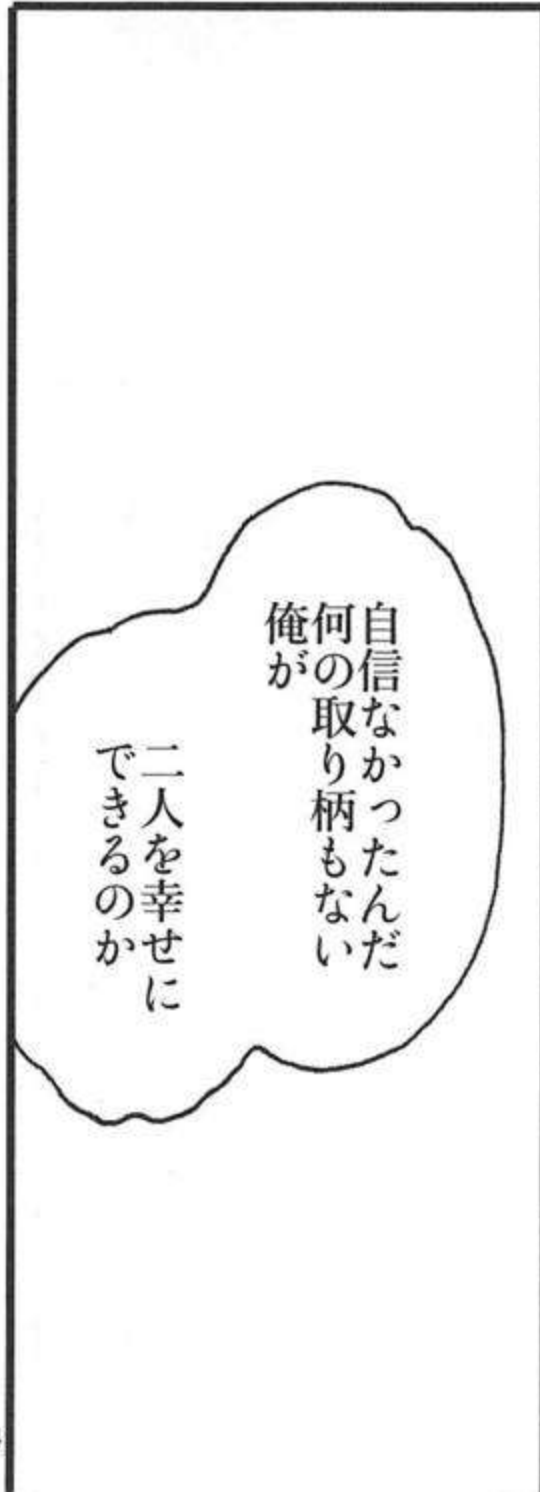 自信なかったんだ
何の取り柄もない
俺が
二人を幸せに
できるのか